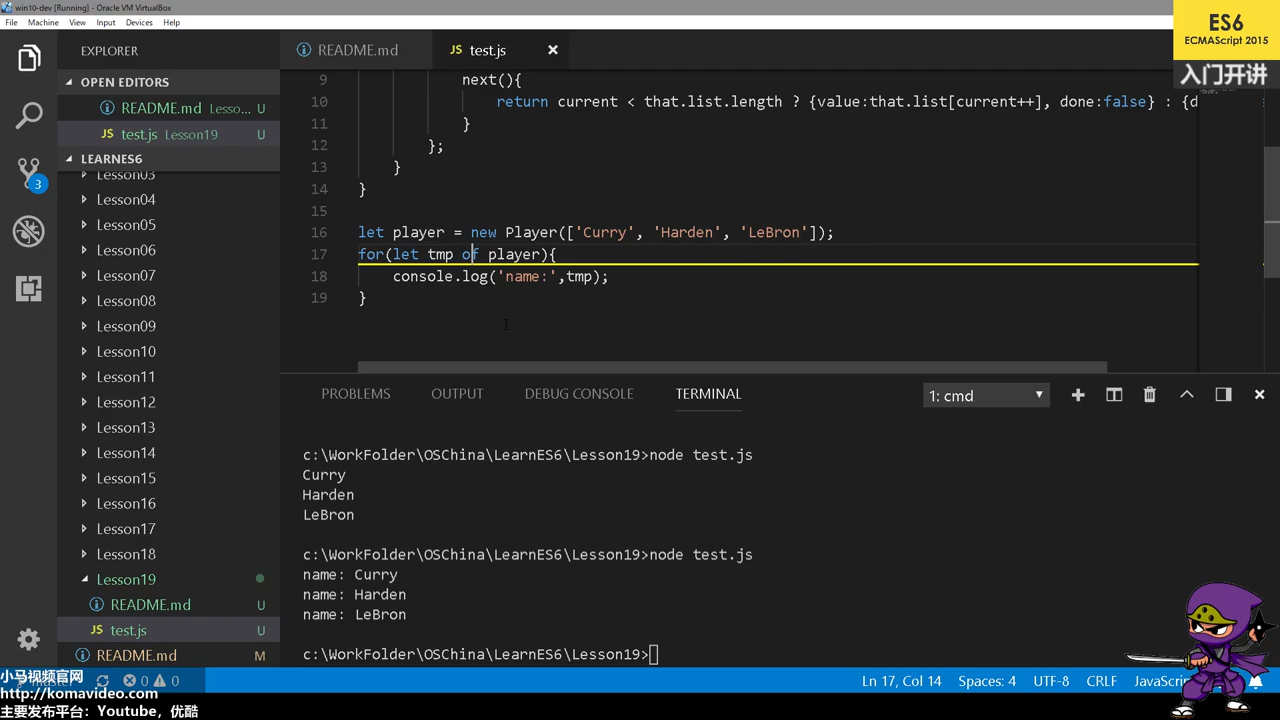 win10-dev [Running] - Oracle VM VirtualBox
File Machine View Input Devices Help
ES6
ECMAScript 2015
入门开讲
EXPLORER
README.md
JS test.js
OPEN EDITORS
README.md Lesso... U
JS test.js Lesson19 U
LEARNES6
Lesson03
Lesson04
Lesson05
Lesson06
Lesson07
Lesson08
Lesson09
Lesson10
Lesson11
Lesson12
Lesson13
Lesson14
Lesson15
Lesson16
Lesson17
Lesson18
Lesson19
README.md U
JS test.js U
README.md M
3
9 next(){
10 return current < that.list.length ? {value:that.list[current++], done:false} : {d
11 }
12 };
13 }
14 }
15
16 let player = new Player(['Curry', 'Harden', 'LeBron']);
17 for(let tmp of player){
18 console.log('name:',tmp);
19 }
PROBLEMS OUTPUT DEBUG CONSOLE TERMINAL 1: cmd
c:\WorkFolder\OSChina\LearnES6\Lesson19>node test.js
Curry
Harden
LeBron
c:\WorkFolder\OSChina\LearnES6\Lesson19>node test.js
name: Curry
name: Harden
name: LeBron
c:\WorkFolder\OSChina\LearnES6\Lesson19>
0 0 Ln 17, Col 14 Spaces: 4 UTF-8 CRLF JavaScrip
小马视频官网
http://komavideo.com
主要发布平台：Youtube，优酷